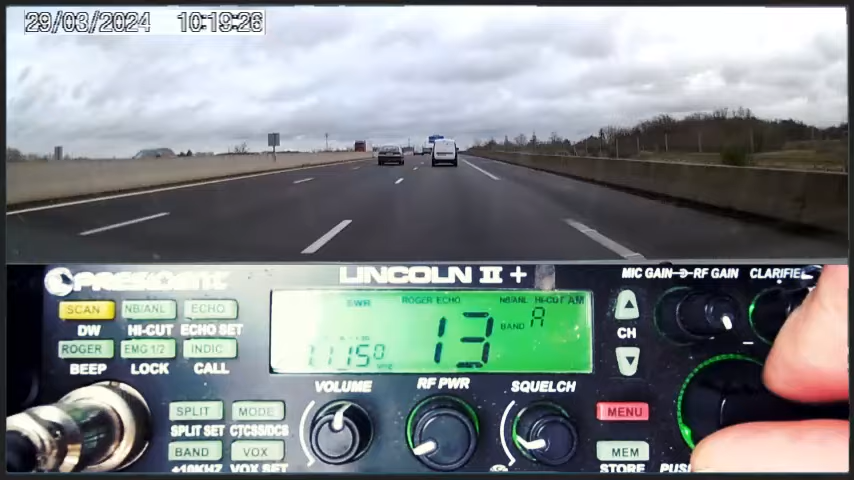 29/03/2024 10:19:26
PRESIDENT LINCOLN II +
MIC GAIN RF GAIN CLARIFIE
SCAN NB/ANL ECHO
DW HI-CUT ECHO SET
ROGER EMG 1/2 INDIC
BEEP LOCK CALL
SWR ROGER ECHO NB/ANL HI-CUT AM
13 BAND A
CH
VOLUME RF PWR SQUELCH
SPLIT MODE
SPLIT SET CTCSS/DCS
BAND VOX
+10KHZ VOX SET
MENU
MEM
STORE PUS